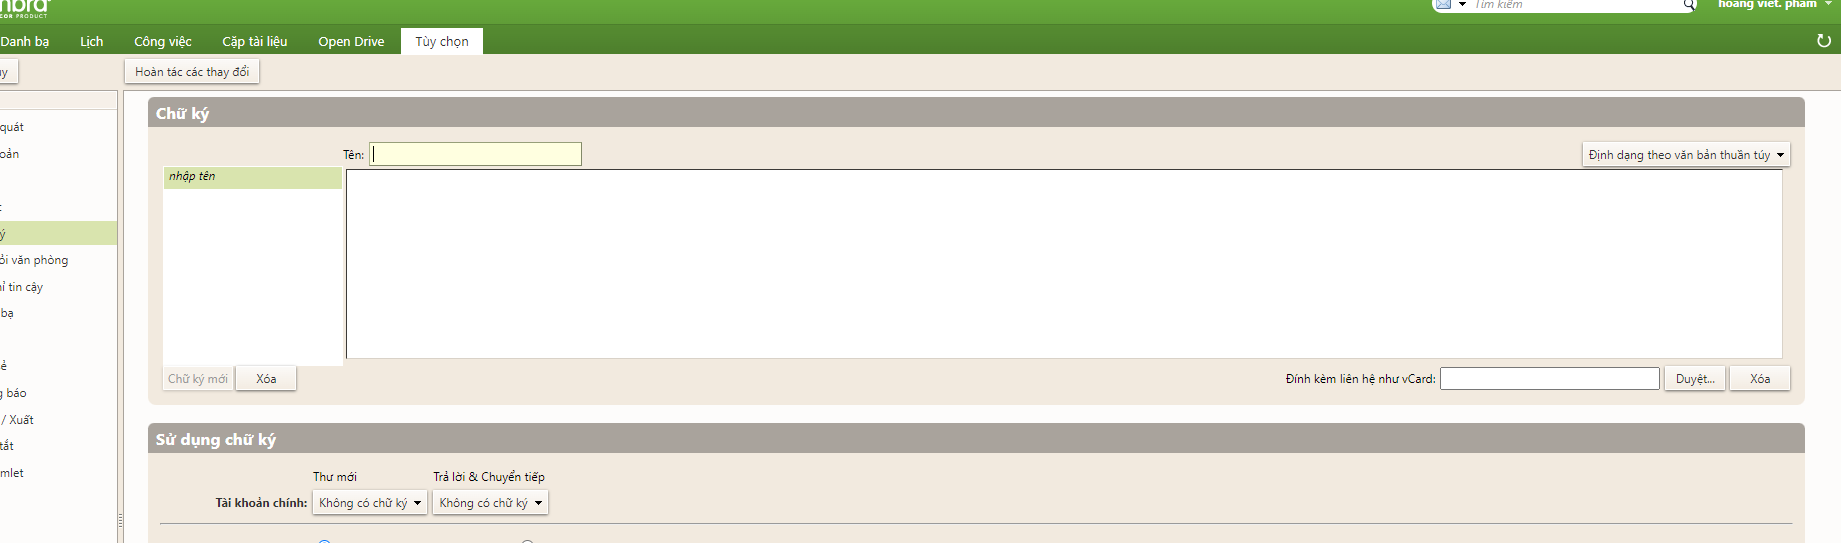 mbra
COR PRODUCT
Tìm kiếm
hoang viet. pham
Danh bạ
Lịch
Công việc
Cặp tài liệu
Open Drive
Tùy chọn
y
Hoàn tác các thay đổi
quát
oản
ý
ỏi văn phòng
ỉ tin cậy
bạ
ẻ
g báo
/ Xuất
tắt
mlet
Chữ ký
Tên:
Định dạng theo văn bản thuần túy
nhập tên
Chữ ký mới
Xóa
Đính kèm liên hệ như vCard:
Duyệt...
Xóa
Sử dụng chữ ký
Thư mới
Trả lời & Chuyển tiếp
Tài khoản chính:
Không có chữ ký
Không có chữ ký